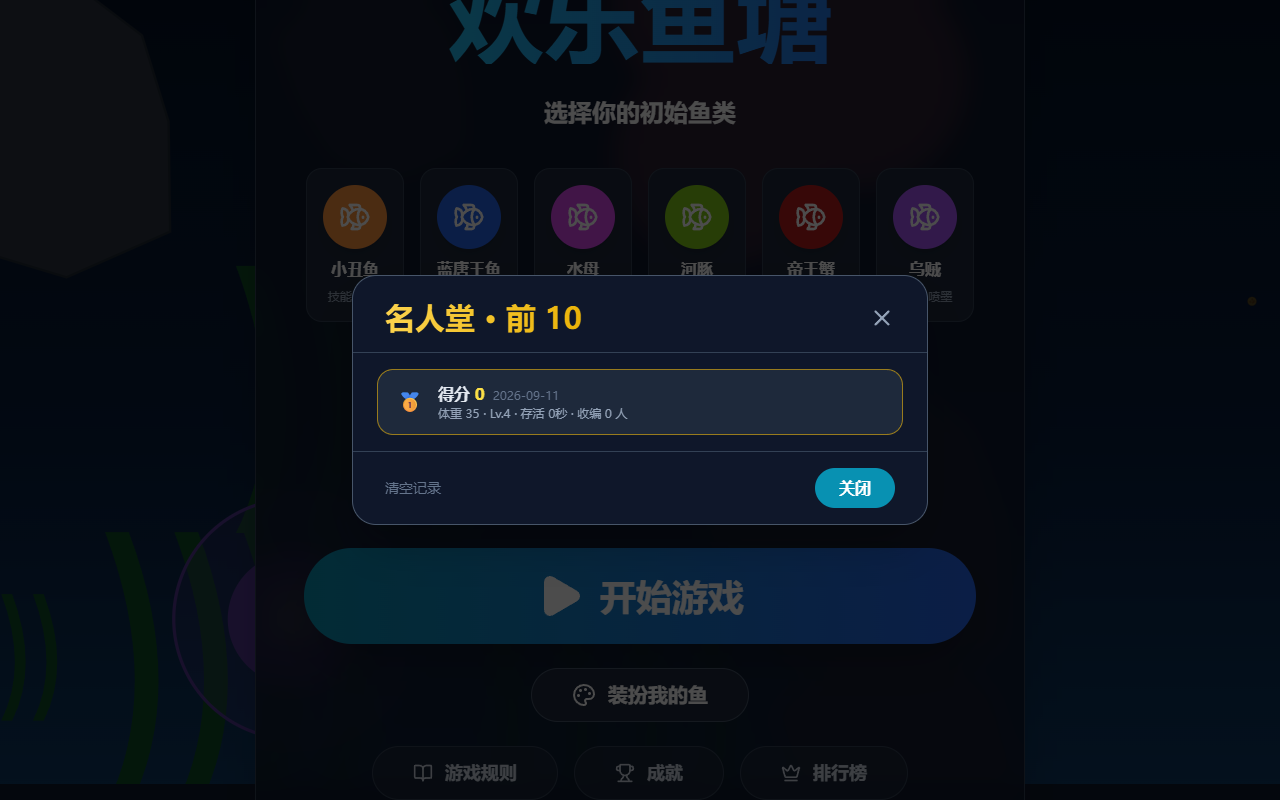 欢乐鱼塘
选择你的初始鱼类
小丑鱼
蓝唐王鱼
水母
河豚
帝王蟹
乌贼
技能
喷墨
名人堂 · 前 10
得分 0 2026-09-11
体重 35 · Lv.4 · 存活 0秒 · 收编 0 人
清空记录
关闭
开始游戏
装扮我的鱼
游戏规则
成就
排行榜